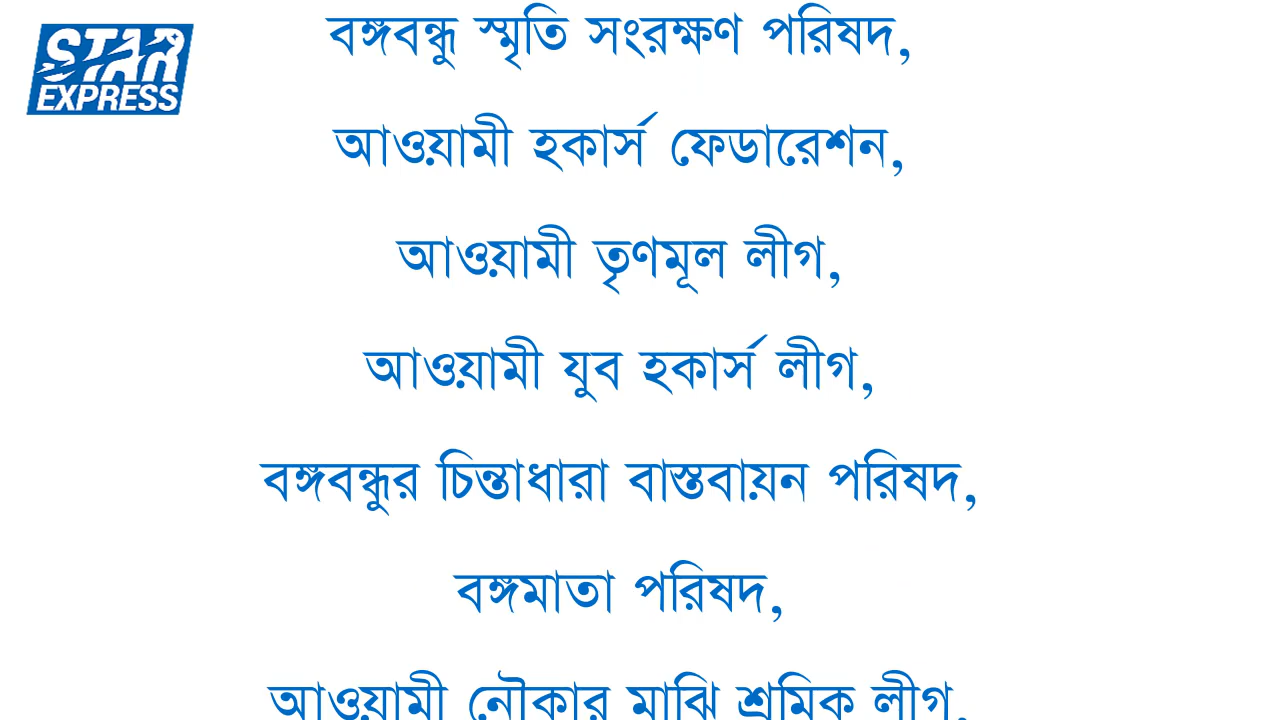 STAR
EXPRESS
বঙ্গবন্ধু স্মৃতি সংরক্ষণ পরিষদ,
আওয়ামী হকার্স ফেডারেশন,
আওয়ামী তৃণমূল লীগ,
আওয়ামী যুব হকার্স লীগ,
বঙ্গবন্ধুর চিন্তাধারা বাস্তবায়ন পরিষদ,
বঙ্গমাতা পরিষদ,
আওয়ামী নৌকার মাঝি শ্রমিক লীগ,